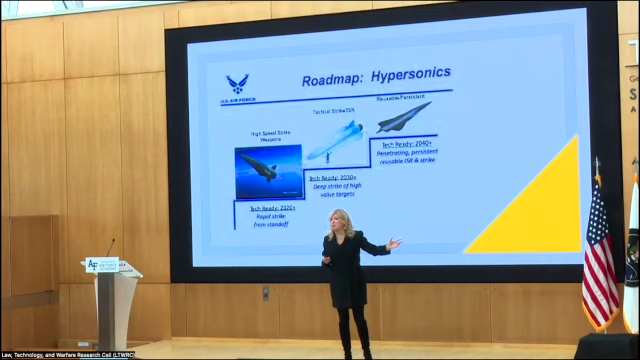 Roadmap: Hypersonics
U.S. AIR FORCE
High Speed Strike
Weapons
Tech Ready: 2020+
Rapid strike
from standoff
Tactical Strike/ISR
Tech Ready: 2030+
Deep strike of high
value targets
Reusable/Persistent
Tech Ready: 2040+
Penetrating, persistent
reusable ISR & strike
AF
Law, Technology, and Warfare Research Cell (LTWRC)